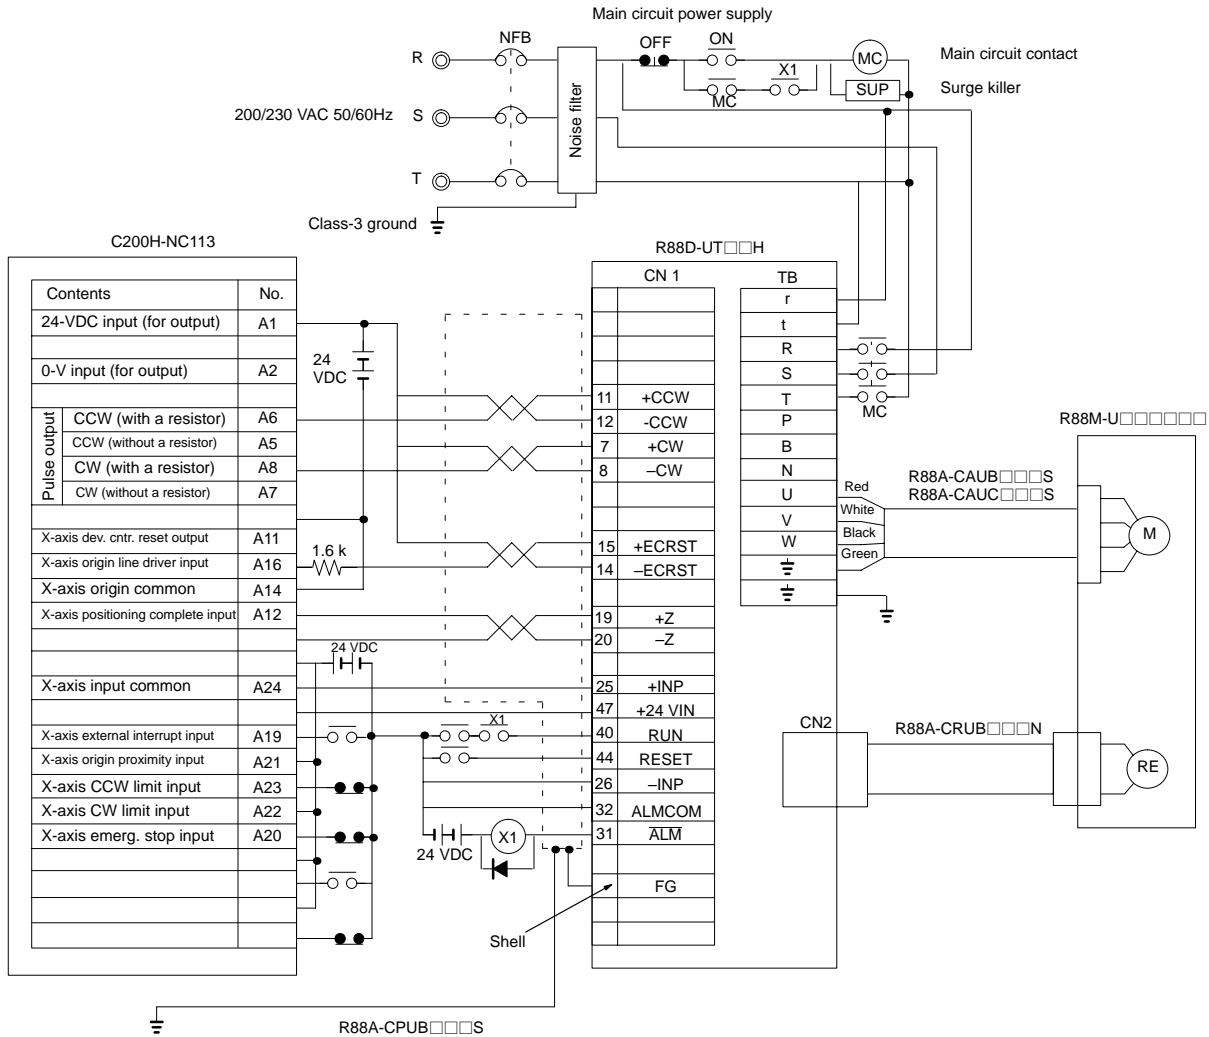 Main circuit power supply
NFB
OFF
ON
R
MC
Main circuit contact
X1
SUP
Surge killer
MC
Noise filter
200/230 VAC 50/60Hz
S
T
Class-3 ground
C200H-NC113
R88D-UT□□H
Contents
No.
24-VDC input (for output)
A1
0-V input (for output)
A2
Pulse output
CCW (with a resistor)
A6
CCW (without a resistor)
A5
CW (with a resistor)
A8
CW (without a resistor)
A7
X-axis dev. cntr. reset output
A11
X-axis origin line driver input
A16
X-axis origin common
A14
X-axis positioning complete input
A12
X-axis input common
A24
X-axis external interrupt input
A19
X-axis origin proximity input
A21
X-axis CCW limit input
A23
X-axis CW limit input
A22
X-axis emerg. stop input
A20
24
VDC
1.6 k
24 VDC
X1
24 VDC
X1
Shell
CN 1
11 +CCW
12 -CCW
7 +CW
8 –CW
15 +ECRST
14 –ECRST
19 +Z
20 –Z
25 +INP
47 +24 VIN
40 RUN
44 RESET
26 –INP
32 ALMCOM
31 ALM
FG
TB
r
t
R
S
T
P
B
N
U
V
W
MC
Red
White
Black
Green
CN2
R88M-U□□□□□□
R88A-CAUB□□□S
R88A-CAUC□□□S
M
R88A-CRUB□□□N
RE
R88A-CPUB□□□S